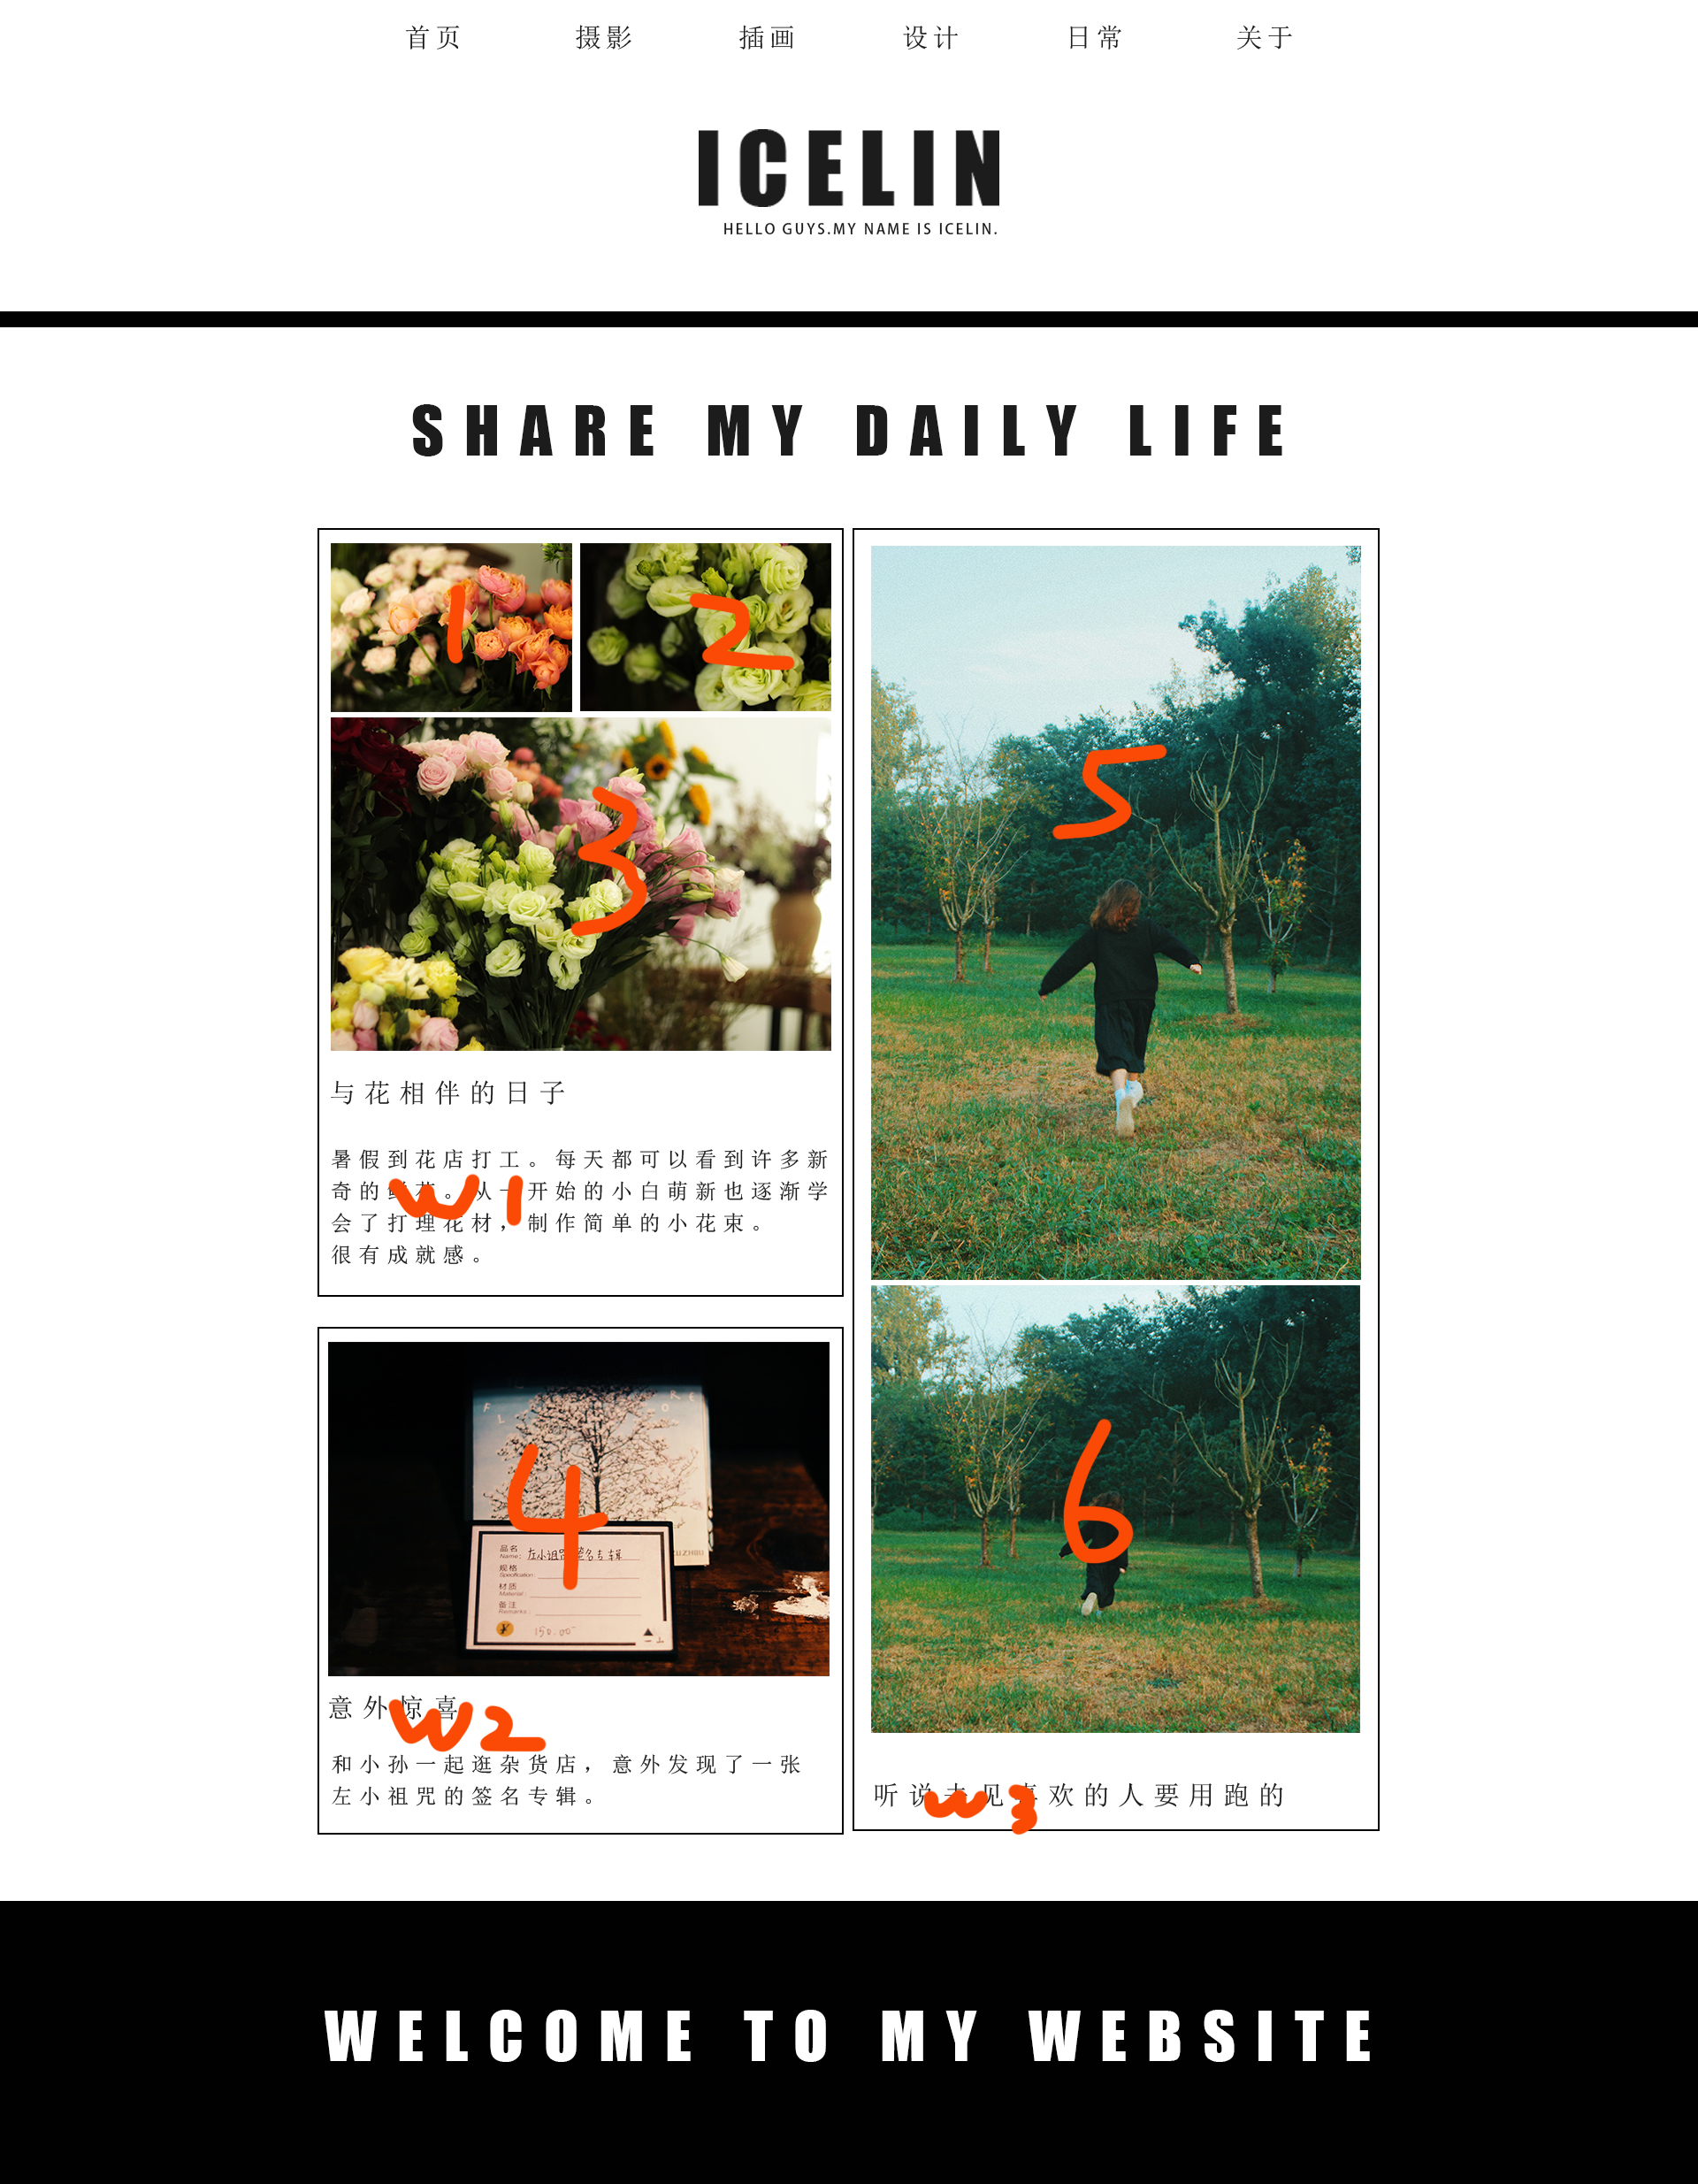 首页 摄影 插画 设计 日常 关于
ICELIN
HELLO GUYS.MY NAME IS ICELIN.
SHARE MY DAILY LIFE
1
2
3
与花相伴的日子
暑假到花店打工。每天都可以看到许多新
奇的鲜花。从一开始的小白萌新也逐渐学
会了打理花材，制作简单的小花束。
很有成就感。
W1
4
品名
Name:
左小祖咒签名专辑
规格
Specification:
材质
Material:
备注
Remarks:
¥ 150.00
意外惊喜
W2
和小孙一起逛杂货店，意外发现了一张
左小祖咒的签名专辑。
5
6
听说去见喜欢的人要用跑的
W3
WELCOME TO MY WEBSITE